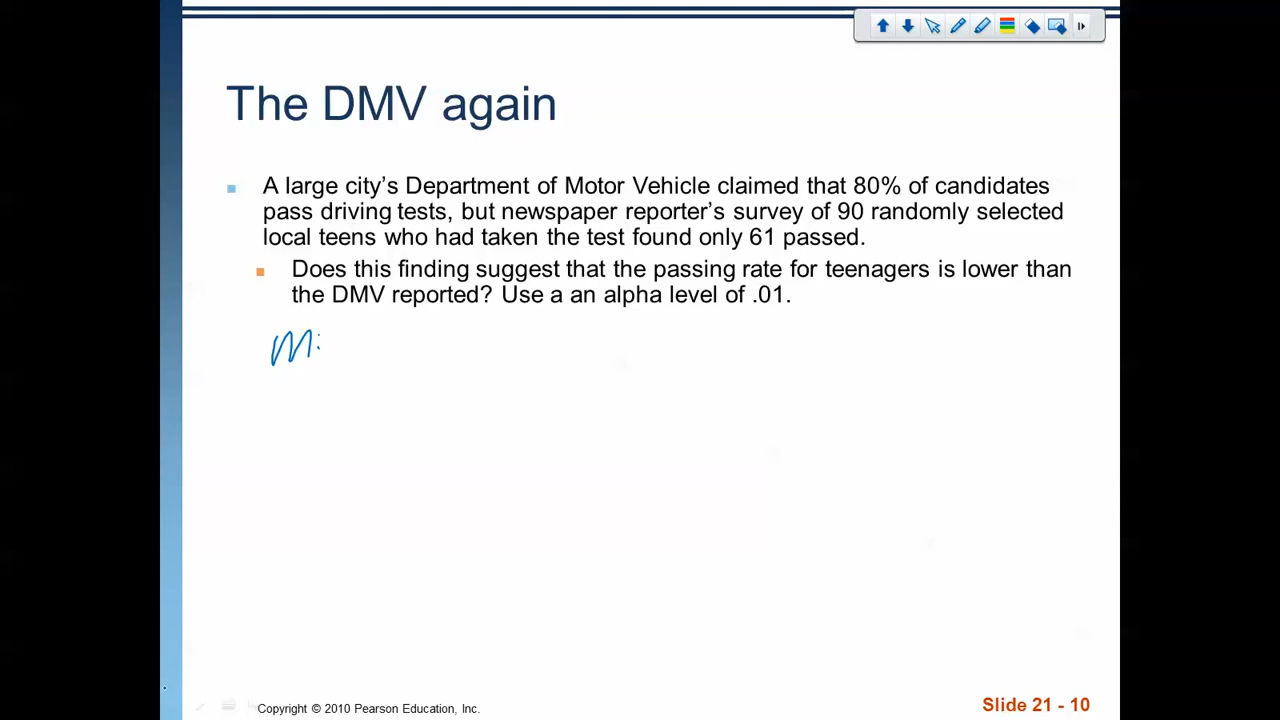 The DMV again
A large city's Department of Motor Vehicle claimed that 80% of candidates
pass driving tests, but newspaper reporter's survey of 90 randomly selected
local teens who had taken the test found only 61 passed.
Does this finding suggest that the passing rate for teenagers is lower than
the DMV reported? Use a an alpha level of .01.
M:
Copyright © 2010 Pearson Education, Inc.
Slide 21 - 10